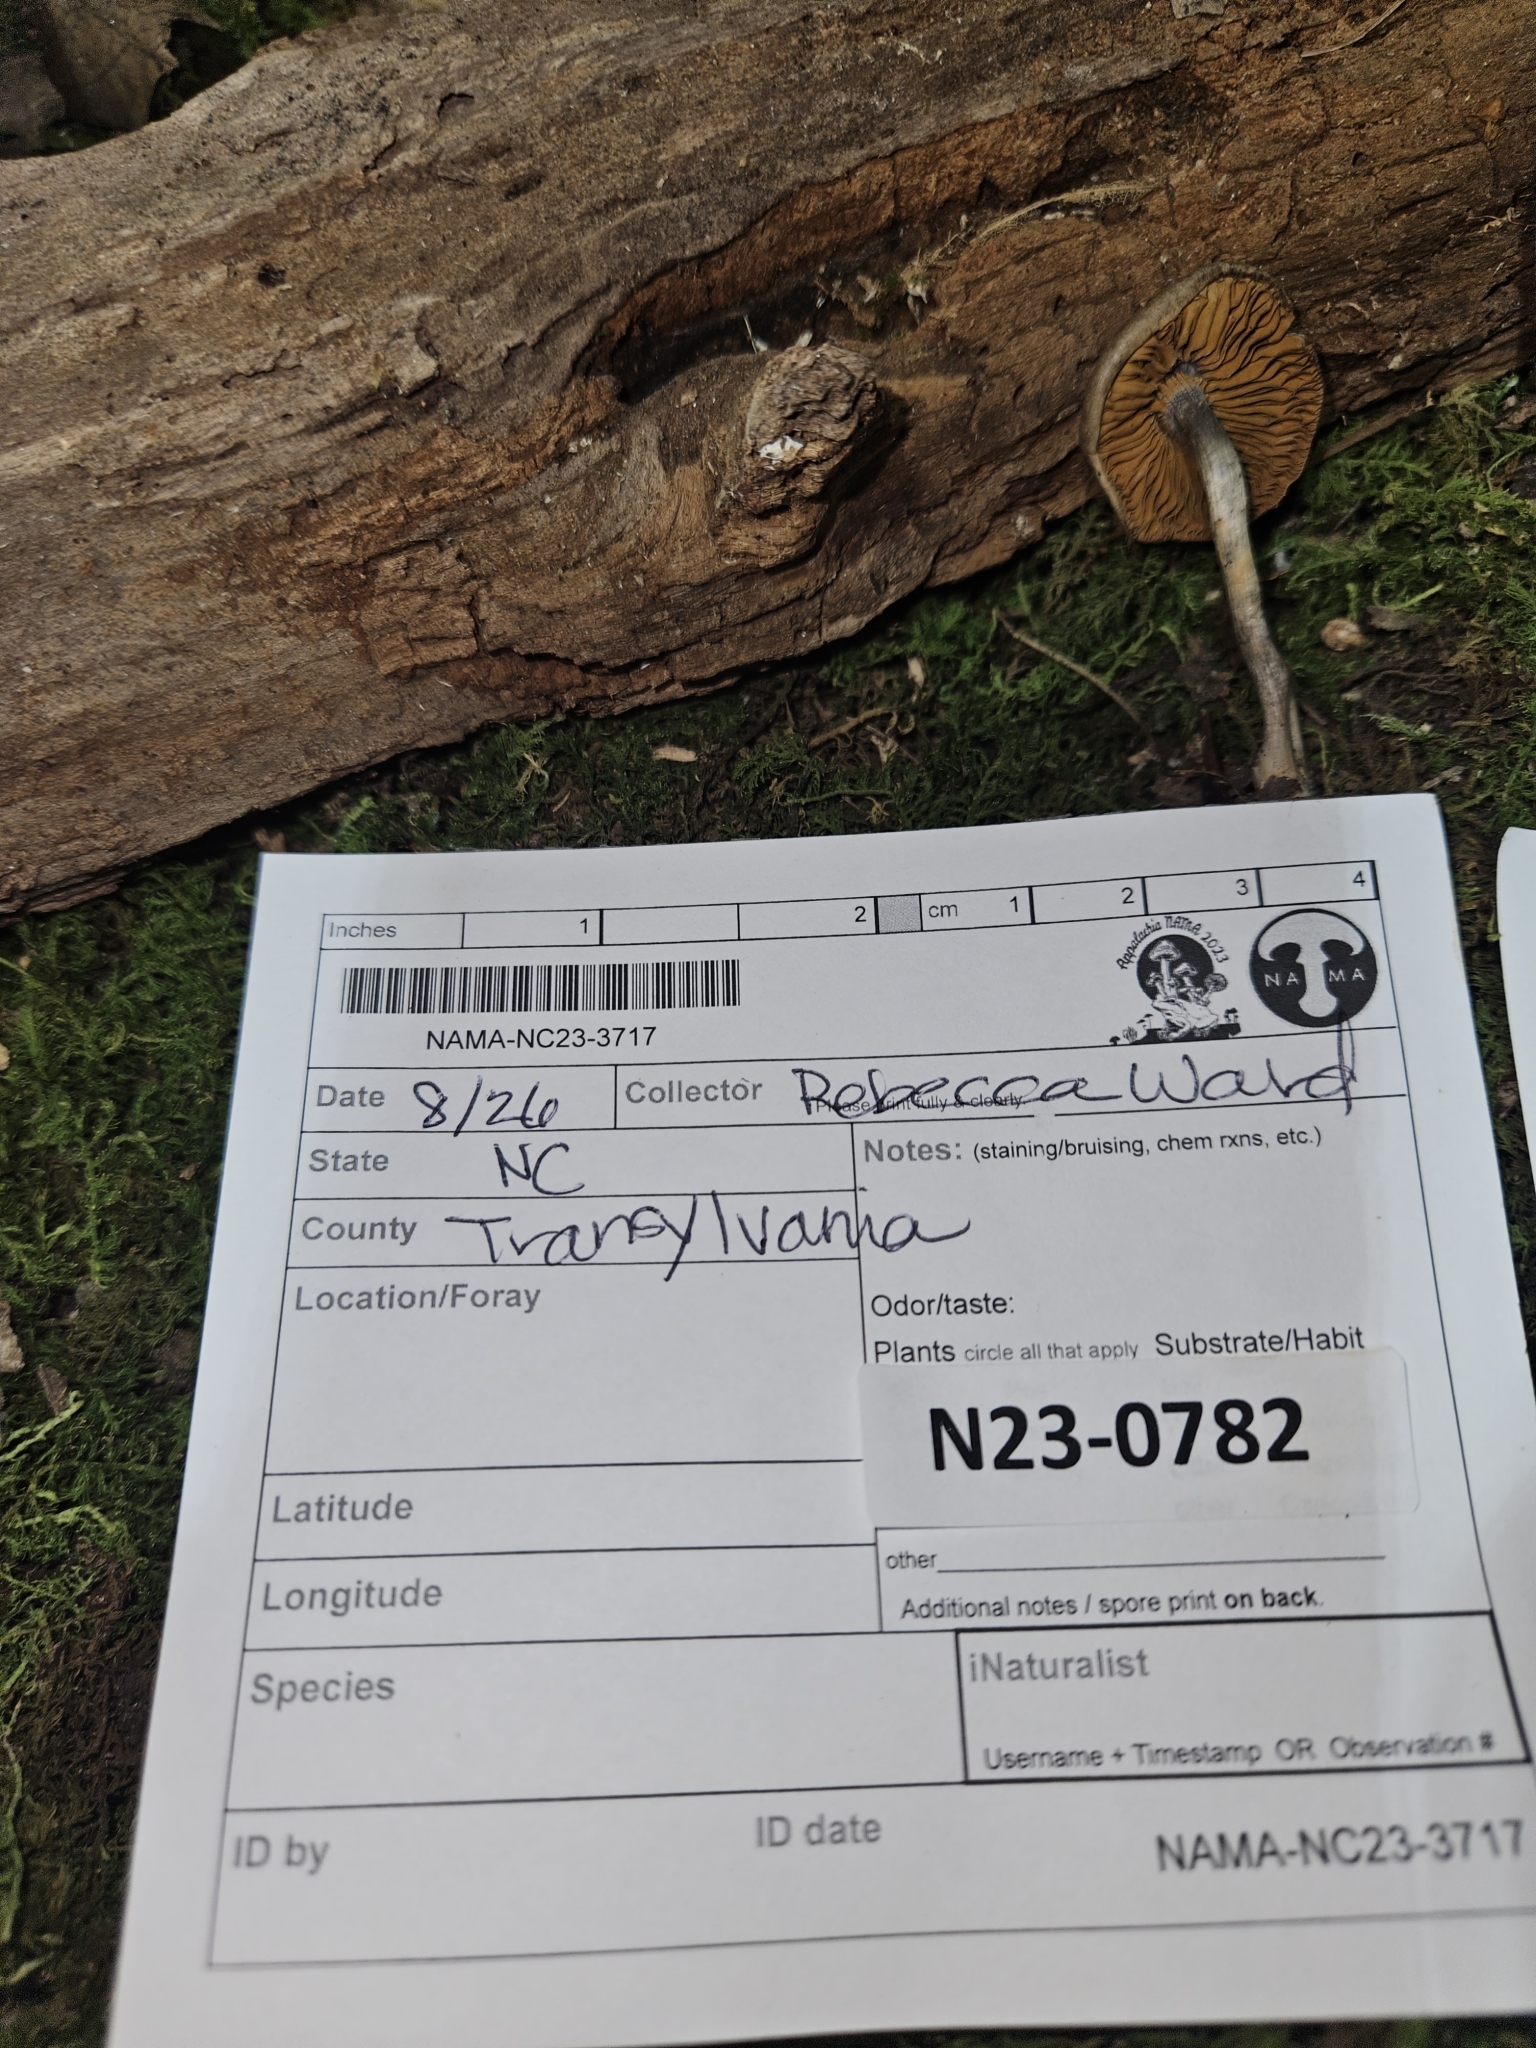 Inches 1 2 cm 1 2 3 4
Appalachia NAMA 2023
NAMA
NAMA-NC23-3717
Date 8/26 Collector Rebecca Ward
Please print fully & clearly.
State NC
Notes: (staining/bruising, chem rxns, etc.)
County Transylvania
Location/Foray
Odor/taste:
Plants circle all that apply Substrate/Habit
N23-0782
Latitude
other
Longitude
Additional notes / spore print on back.
Species
iNaturalist
Username + Timestamp OR Observation #
ID by ID date NAMA-NC23-3717